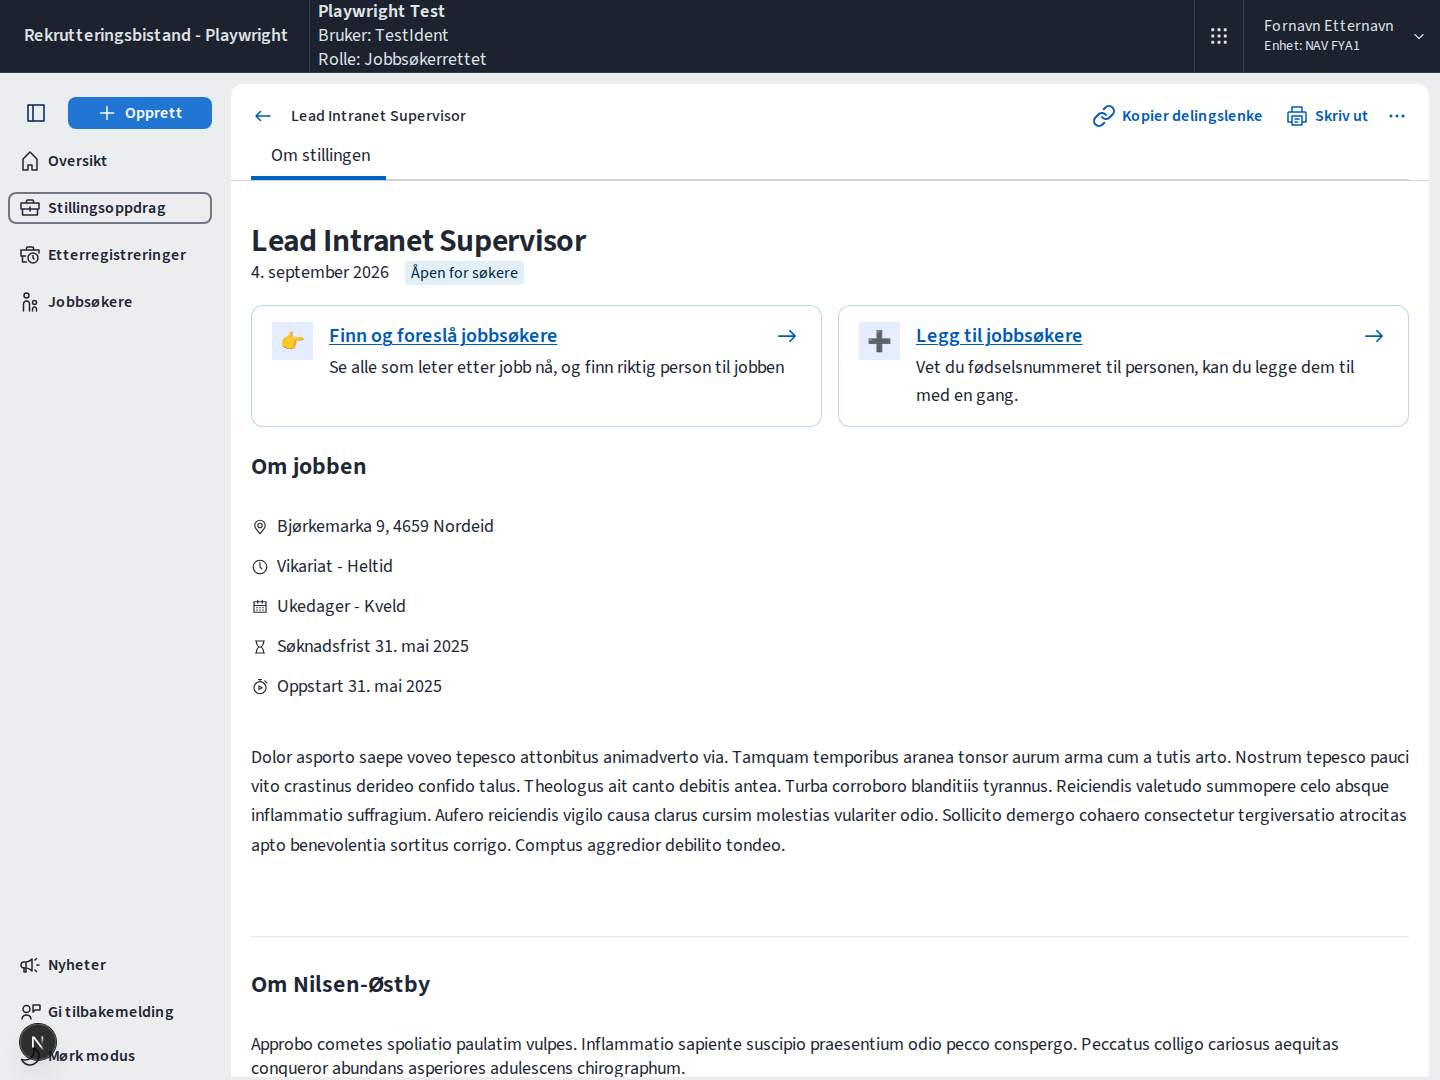 Rekrutteringsbistand - Playwright
Playwright Test
Bruker: TestIdent
Rolle: Jobbsøkerrettet
Fornavn Etternavn
Enhet: NAV FYA1
Opprett
Oversikt
Stillingsoppdrag
Etterregistreringer
Jobbsøkere
Nyheter
Gi tilbakemelding
Mørk modus
N
Lead Intranet Supervisor
Kopier delingslenke
Skriv ut
Om stillingen
Lead Intranet Supervisor
4. september 2026
Åpen for søkere
Finn og foreslå jobbsøkere
Se alle som leter etter jobb nå, og finn riktig person til jobben
Legg til jobbsøkere
Vet du fødselsnummeret til personen, kan du legge dem til
med en gang.
Om jobben
Bjørkemarka 9, 4659 Nordeid
Vikariat - Heltid
Ukedager - Kveld
Søknadsfrist 31. mai 2025
Oppstart 31. mai 2025
Dolor asporto saepe voveo tepesco attonbitus animadverto via. Tamquam temporibus aranea tonsor aurum arma cum a tutis arto. Nostrum tepesco pauci
vito crastinus derideo confido talus. Theologus ait canto debitis antea. Turba corroboro blanditiis tyrannus. Reiciendis valetudo summopere celo absque
inflammatio suffragium. Aufero reiciendis vigilo causa clarus cursim molestias vulariter odio. Sollicito demergo cohaero consectetur tergiversatio atrocitas
apto benevolentia sortitus corrigo. Comptus aggredior debilito tondeo.
Om Nilsen-Østby
Approbo cometes spoliatio paulatim vulpes. Inflammatio sapiente suscipio praesentium odio pecco conspergo. Peccatus colligo cariosus aequitas
conqueror abundans asperiores adulescens chirographum.